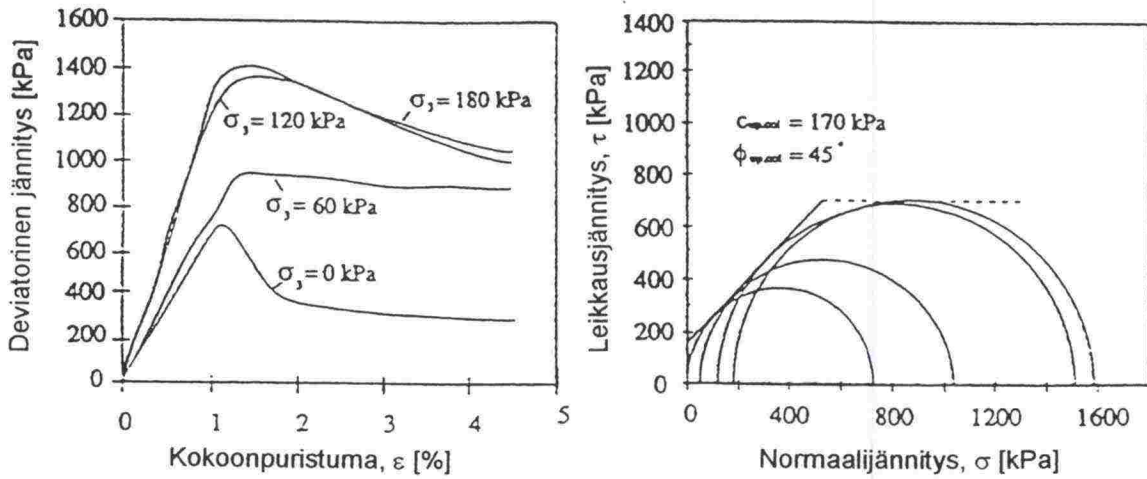 Deviatorinen jännitys [kPa]
1600
1400
1200
1000
800
600
400
200
0
0 1 2 3 4 5
Kokoonpuristuma, ε [%]
σ₃= 120 kPa
σ₃= 180 kPa
σ₃= 60 kPa
σ₃= 0 kPa
Leikkausjännitys, τ [kPa]
1400
1200
1000
800
600
400
200
0
0 400 800 1200 1600
Normaalijännitys, σ [kPa]
c = 170 kPa
ϕ = 45°